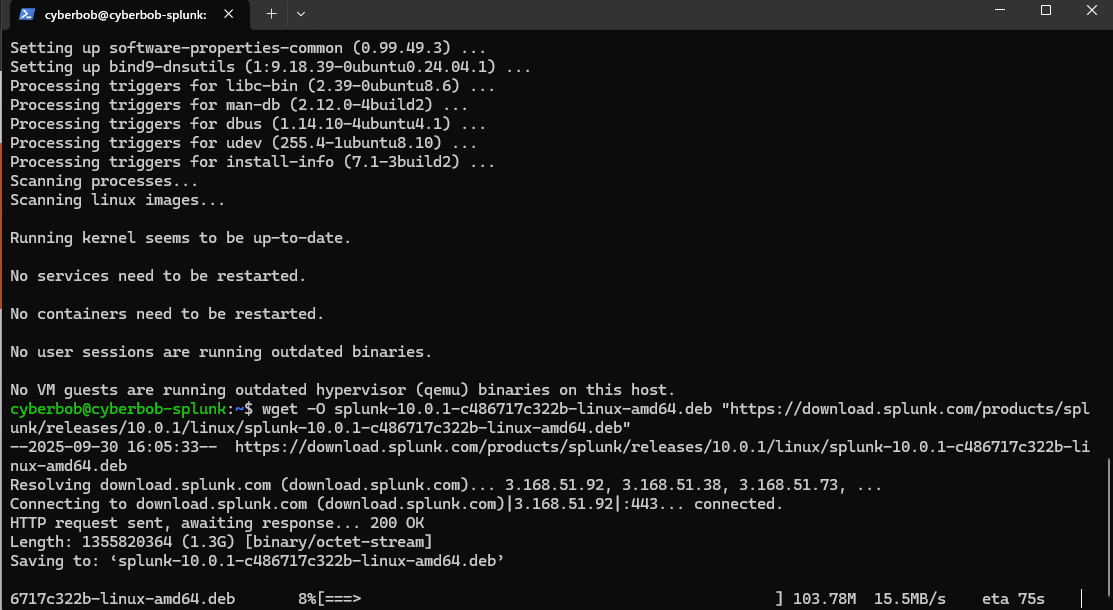 cyberbob@cyberbob-splunk:
Setting up software-properties-common (0.99.49.3) ...
Setting up bind9-dnsutils (1:9.18.39-0ubuntu0.24.04.1) ...
Processing triggers for libc-bin (2.39-0ubuntu8.6) ...
Processing triggers for man-db (2.12.0-4build2) ...
Processing triggers for dbus (1.14.10-4ubuntu4.1) ...
Processing triggers for udev (255.4-1ubuntu8.10) ...
Processing triggers for install-info (7.1-3build2) ...
Scanning processes...
Scanning linux images...
Running kernel seems to be up-to-date.
No services need to be restarted.
No containers need to be restarted.
No user sessions are running outdated binaries.
No VM guests are running outdated hypervisor (qemu) binaries on this host.
cyberbob@cyberbob-splunk:~$ wget -O splunk-10.0.1-c486717c322b-linux-amd64.deb "https://download.splunk.com/products/spl
unk/releases/10.0.1/linux/splunk-10.0.1-c486717c322b-linux-amd64.deb"
--2025-09-30 16:05:33--  https://download.splunk.com/products/splunk/releases/10.0.1/linux/splunk-10.0.1-c486717c322b-li
nux-amd64.deb
Resolving download.splunk.com (download.splunk.com)... 3.168.51.92, 3.168.51.38, 3.168.51.73, ...
Connecting to download.splunk.com (download.splunk.com)|3.168.51.92|:443... connected.
HTTP request sent, awaiting response... 200 OK
Length: 1355820364 (1.3G) [binary/octet-stream]
Saving to: ‘splunk-10.0.1-c486717c322b-linux-amd64.deb’
6717c322b-linux-amd64.deb       8%[===>                                              ] 103.78M  15.5MB/s    eta 75s